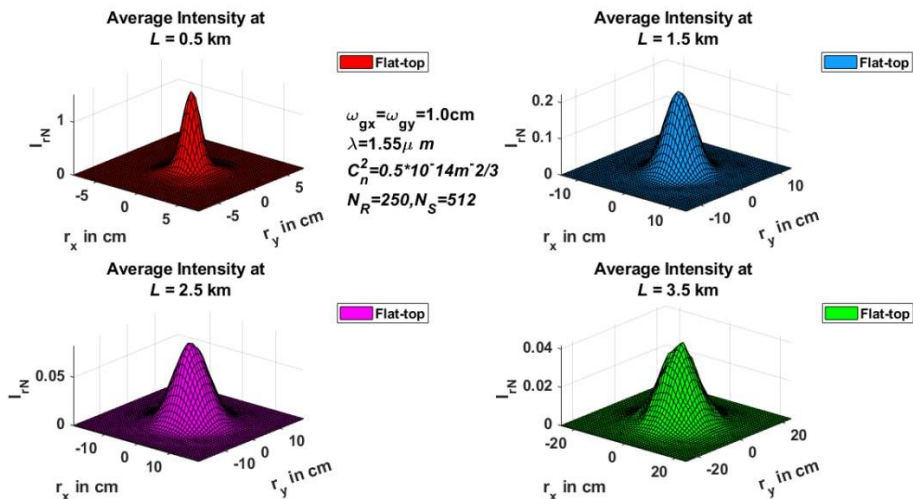 Average Intensity at
L = 0.5 km
Flat-top
I_rN
1
0
-5
0
5
r_x in cm
-5
0
5
r_y in cm
ω_gx=ω_gy=1.0cm
λ=1.55μ m
C_n^2=0.5*10^-14m^-2/3
N_R=250,N_S=512
Average Intensity at
L = 1.5 km
Flat-top
I_rN
0.2
0.1
0
-10
0
10
r_x in cm
-10
0
10
r_y in cm
Average Intensity at
L = 2.5 km
Flat-top
I_rN
0.05
0
-10
0
10
r_x in cm
-10
0
10
r_y in cm
Average Intensity at
L = 3.5 km
Flat-top
I_rN
0.04
0.02
0
-20
0
20
r_x in cm
-20
0
20
r_y in cm